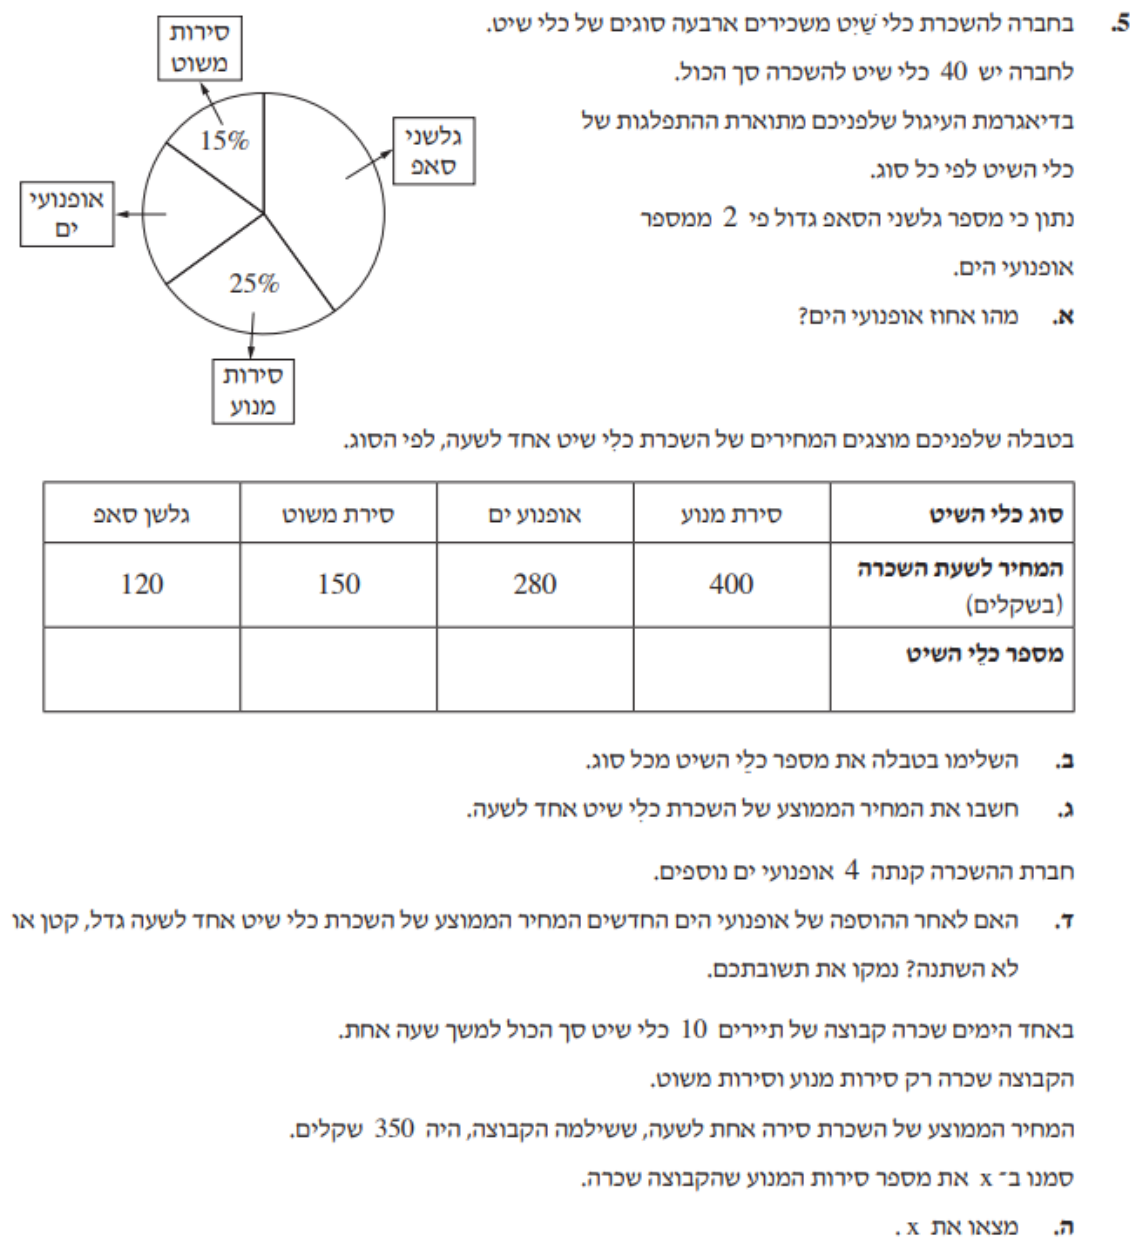 5. בחברה להשכרת כלי שַׁיִט משכירים ארבעה סוגים של כלי שיט.
לחברה יש 40 כלי שיט להשכרה סך הכול.
בדיאגרמת העיגול שלפניכם מתוארת ההתפלגות של
כלי השיט לפי כל סוג.
נתון כי מספר גלשני הסאפ גדול פי 2 ממספר
אופנועי הים.
א. מהו אחוז אופנועי הים?
סירות
משוט
15%
גלשני
סאפ
אופנועי
ים
25%
סירות
מנוע
בטבלה שלפניכם מוצגים המחירים של השכרת כלִי שיט אחד לשעה, לפי הסוג.
סוג כלי השיט סירת מנוע אופנוע ים סירת משוט גלשן סאפ
המחיר לשעת השכרה
(בשקלים) 400 280 150 120
מספר כלֵי השיט
ב. השלימו בטבלה את מספר כלֵי השיט מכל סוג.
ג. חשבו את המחיר הממוצע של השכרת כלִי שיט אחד לשעה.
חברת ההשכרה קנתה 4 אופנועי ים נוספים.
ד. האם לאחר ההוספה של אופנועי הים החדשים המחיר הממוצע של השכרת כלי שיט אחד לשעה גדל, קטן או
לא השתנה? נמקו את תשובתכם.
באחד הימים שכרה קבוצה של תיירים 10 כלי שיט סך הכול למשך שעה אחת.
הקבוצה שכרה רק סירות מנוע וסירות משוט.
המחיר הממוצע של השכרת סירה אחת לשעה, ששילמה הקבוצה, היה 350 שקלים.
סמנו ב־ x את מספר סירות המנוע שהקבוצה שכרה.
ה. מצאו את x .